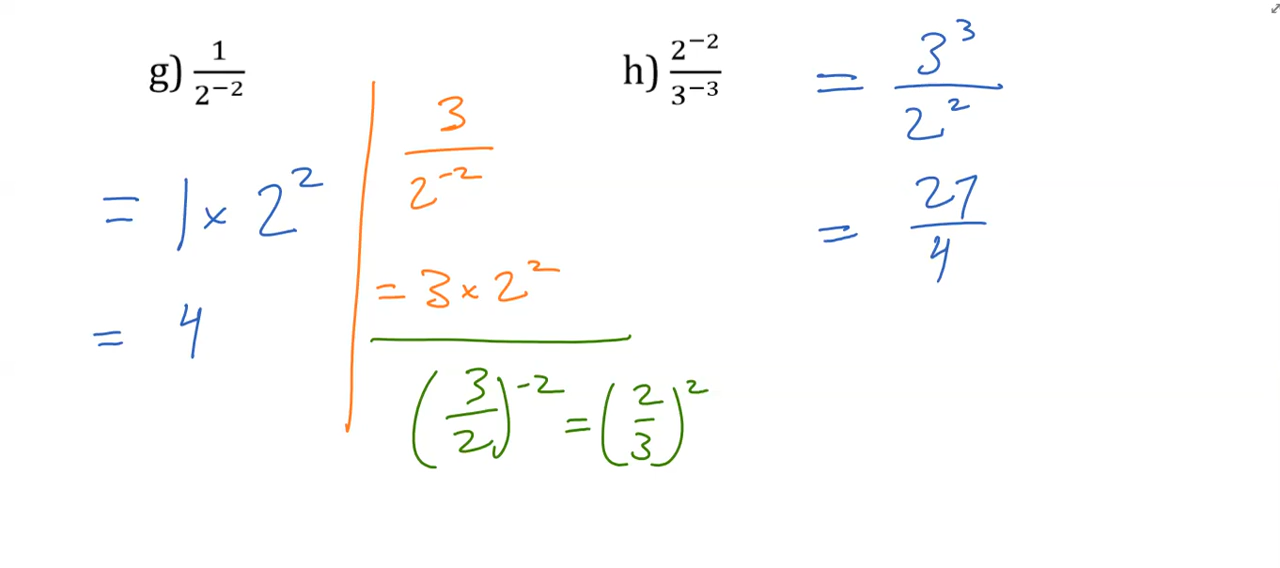 g) 1/2⁻²
= 1 × 2²
= 4
3/2⁻²
= 3 × 2²
(3/2)⁻² = (2/3)²
h) 2⁻²/3⁻³ = 3³/2²
= 27/4